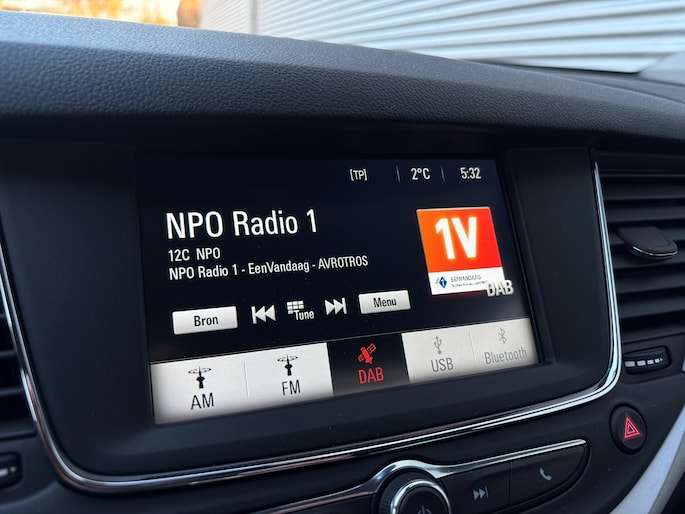 [TP] 2°C 5:32
NPO Radio 1
12C NPO
NPO Radio 1 - EenVandaag - AVROTROS
1V
EENVANDAAG
DAB
Bron Tune Menu
AM FM DAB USB Bluetooth